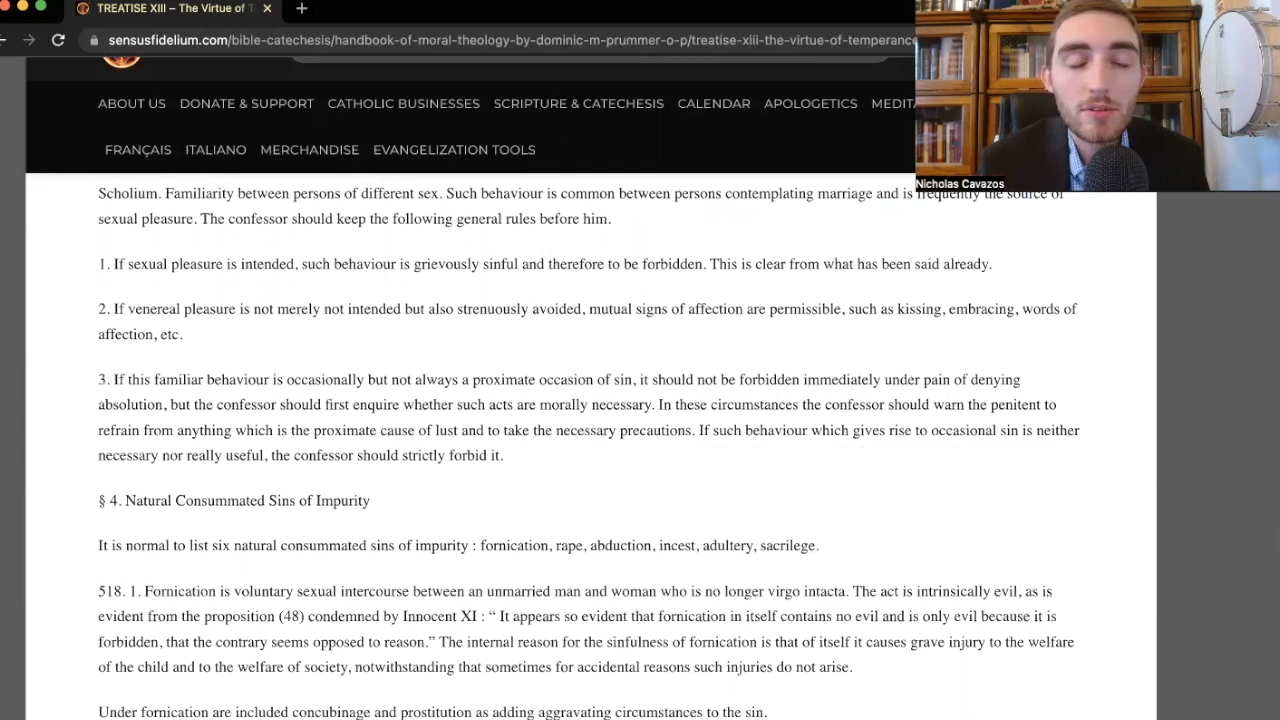 TREATISE XIII – The Virtue of T
sensusfidelium.com/bible-catechesis/handbook-of-moral-theology-by-dominic-m-prummer-o-p/treatise-xiii-the-virtue-of-temperance
ABOUT US DONATE & SUPPORT CATHOLIC BUSINESSES SCRIPTURE & CATECHESIS CALENDAR APOLOGETICS MEDITA
FRANÇAIS ITALIANO MERCHANDISE EVANGELIZATION TOOLS
Nicholas Cavazos
Scholium. Familiarity between persons of different sex. Such behaviour is common between persons contemplating marriage and is frequently the source of
sexual pleasure. The confessor should keep the following general rules before him.
1. If sexual pleasure is intended, such behaviour is grievously sinful and therefore to be forbidden. This is clear from what has been said already.
2. If venereal pleasure is not merely not intended but also strenuously avoided, mutual signs of affection are permissible, such as kissing, embracing, words of
affection, etc.
3. If this familiar behaviour is occasionally but not always a proximate occasion of sin, it should not be forbidden immediately under pain of denying
absolution, but the confessor should first enquire whether such acts are morally necessary. In these circumstances the confessor should warn the penitent to
refrain from anything which is the proximate cause of lust and to take the necessary precautions. If such behaviour which gives rise to occasional sin is neither
necessary nor really useful, the confessor should strictly forbid it.
§ 4. Natural Consummated Sins of Impurity
It is normal to list six natural consummated sins of impurity : fornication, rape, abduction, incest, adultery, sacrilege.
518. 1. Fornication is voluntary sexual intercourse between an unmarried man and woman who is no longer virgo intacta. The act is intrinsically evil, as is
evident from the proposition (48) condemned by Innocent XI : “ It appears so evident that fornication in itself contains no evil and is only evil because it is
forbidden, that the contrary seems opposed to reason.” The internal reason for the sinfulness of fornication is that of itself it causes grave injury to the welfare
of the child and to the welfare of society, notwithstanding that sometimes for accidental reasons such injuries do not arise.
Under fornication are included concubinage and prostitution as adding aggravating circumstances to the sin.